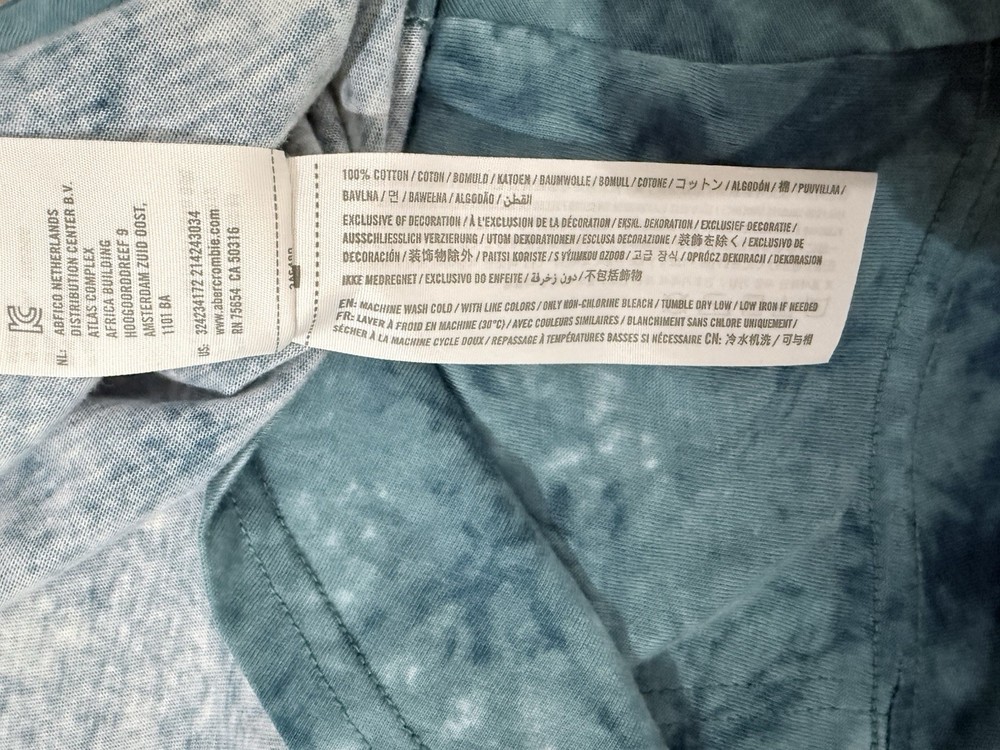 NL: ABFICO NETHERLANDS
DISTRIBUTION CENTER B.V.
ATLAS COMPLEX
AFRICA BUILDING
HOOGOORDDREEF 9
AMSTERDAM ZUID OOST,
1101 BA
US: 324234172 214243034
www.abercrombie.com
RN 75654 CA 50316
100% COTTON / COTON / BOMULD / KATOEN / BAUMWOLLE / BOMULL / COTONE / コットン / ALGODÓN / 棉 / PUUVILLAA /
BAVLNA / 면 / BAWEŁNA / ALGODÃO / القطن
EXCLUSIVE OF DECORATION / À L'EXCLUSION DE LA DÉCORATION / EKSKL. DEKORATION / EXCLUSIEF DECORATIE /
AUSSCHLIESSLICH VERZIERUNG / UTOM DEKORATIONEN / ESCLUSA DECORAZIONE / 装飾を除く / EXCLUSIVO DE
DECORACIÓN / 装饰物除外 / PAITSI KORISTE / S VÝJIMKOU OZDOB / 고급 장식 / OPRÓCZ DEKORACJI / DEKORASJON
IKKE MEDREGNET / EXCLUSIVO DO ENFEITE / دون زخرفة / 不包括飾物
EN: MACHINE WASH COLD / WITH LIKE COLORS / ONLY NON-CHLORINE BLEACH / TUMBLE DRY LOW / LOW IRON IF NEEDED
FR: LAVER À FROID EN MACHINE (30°C) / AVEC COULEURS SIMILAIRES / BLANCHIMENT SANS CHLORE UNIQUEMENT /
SÉCHER À LA MACHINE CYCLE DOUX / REPASSAGE À TEMPÉRATURES BASSES SI NÉCESSAIRE CN: 冷水机洗 / 可与相